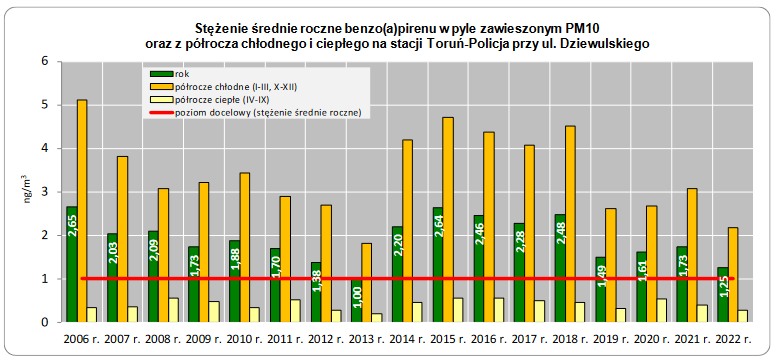 Stężenie średnie roczne benzo(a)pirenu w pyle zawieszonym PM10
oraz z półrocza chłodnego i ciepłego na stacji Toruń-Policja przy ul. Dziewulskiego
6
5
4
3
2
1
0
ng/m³
rok
półrocze chłodne (I-III, X-XII)
półrocze ciepłe (IV-IX)
poziom docelowy (stężenie średnie roczne)
2,65 2,03 2,09 1,73 1,88 1,70 1,38 1,00 2,20 2,64 2,46 2,28 2,48 1,49 1,61 1,73 1,25
2006 r. 2007 r. 2008 r. 2009 r. 2010 r. 2011 r. 2012 r. 2013 r. 2014 r. 2015 r. 2016 r. 2017 r. 2018 r. 2019 r. 2020 r. 2021 r. 2022 r.